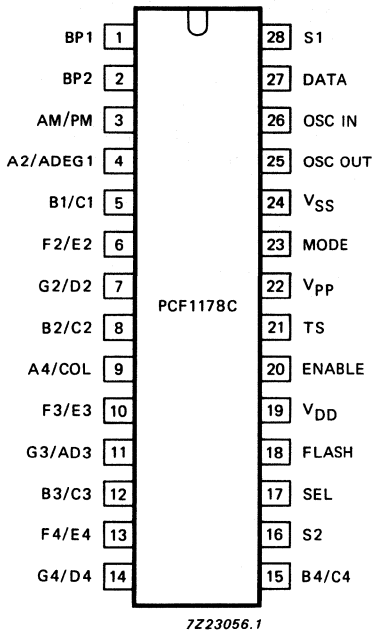 BP1 1 28 S1
BP2 2 27 DATA
AM/PM 3 26 OSC IN
A2/ADEG1 4 25 OSC OUT
B1/C1 5 24 VSS
F2/E2 6 23 MODE
G2/D2 7 22 VPP
PCF1178C
B2/C2 8 21 TS
A4/COL 9 20 ENABLE
F3/E3 10 19 VDD
G3/AD3 11 18 FLASH
B3/C3 12 17 SEL
F4/E4 13 16 S2
G4/D4 14 15 B4/C4
7Z23056.1